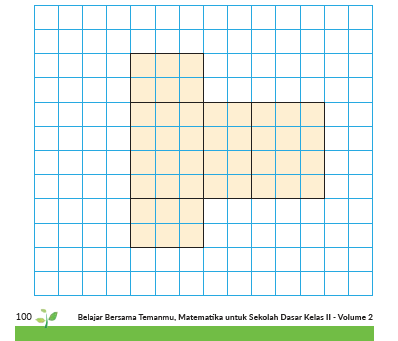 100 Belajar Bersama Temanmu, Matematika untuk Sekolah Dasar Kelas II - Volume 2